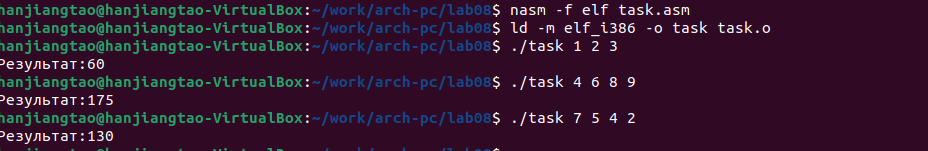 hanjiangtao@hanjiangtao-VirtualBox:~/work/arch-pc/lab08$ nasm -f elf task.asm
hanjiangtao@hanjiangtao-VirtualBox:~/work/arch-pc/lab08$ ld -m elf_i386 -o task task.o
hanjiangtao@hanjiangtao-VirtualBox:~/work/arch-pc/lab08$ ./task 1 2 3
Результат:60
hanjiangtao@hanjiangtao-VirtualBox:~/work/arch-pc/lab08$ ./task 4 6 8 9
Результат:175
hanjiangtao@hanjiangtao-VirtualBox:~/work/arch-pc/lab08$ ./task 7 5 4 2
Результат:130